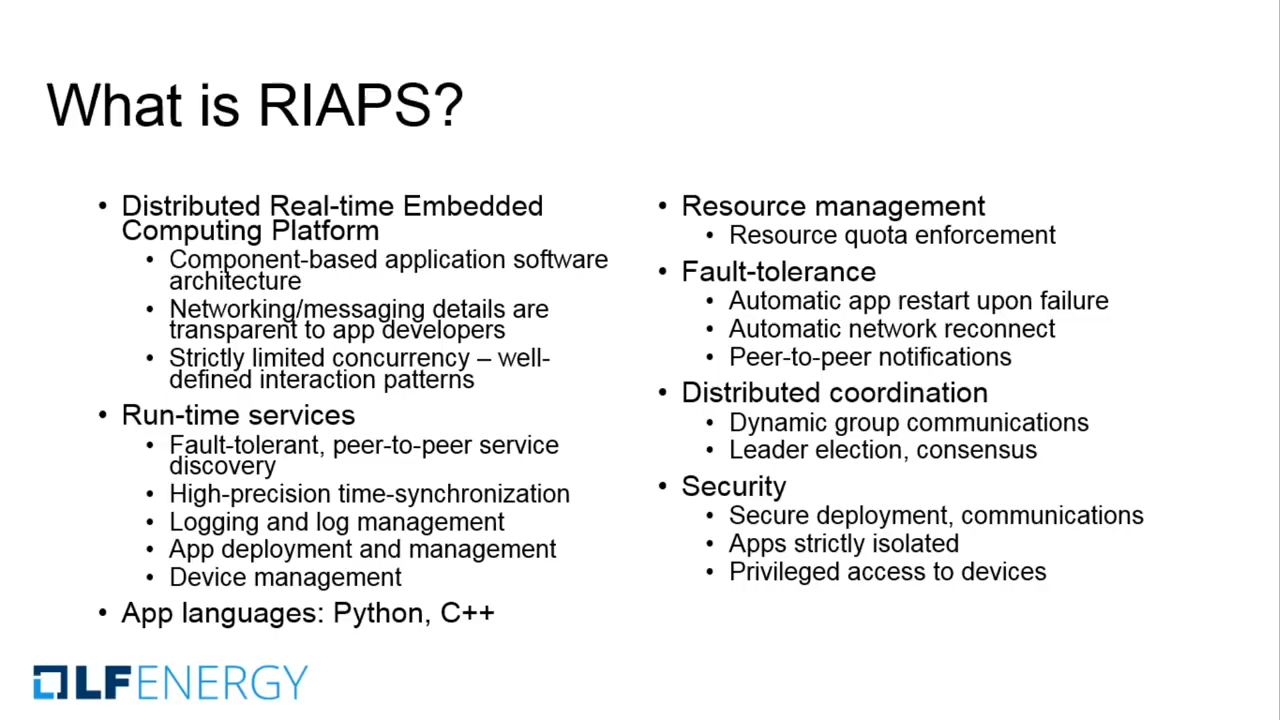 What is RIAPS?
• Distributed Real-time Embedded
Computing Platform
• Component-based application software
architecture
• Networking/messaging details are
transparent to app developers
• Strictly limited concurrency – well-
defined interaction patterns
• Run-time services
• Fault-tolerant, peer-to-peer service
discovery
• High-precision time-synchronization
• Logging and log management
• App deployment and management
• Device management
• App languages: Python, C++
• Resource management
• Resource quota enforcement
• Fault-tolerance
• Automatic app restart upon failure
• Automatic network reconnect
• Peer-to-peer notifications
• Distributed coordination
• Dynamic group communications
• Leader election, consensus
• Security
• Secure deployment, communications
• Apps strictly isolated
• Privileged access to devices
LFENERGY